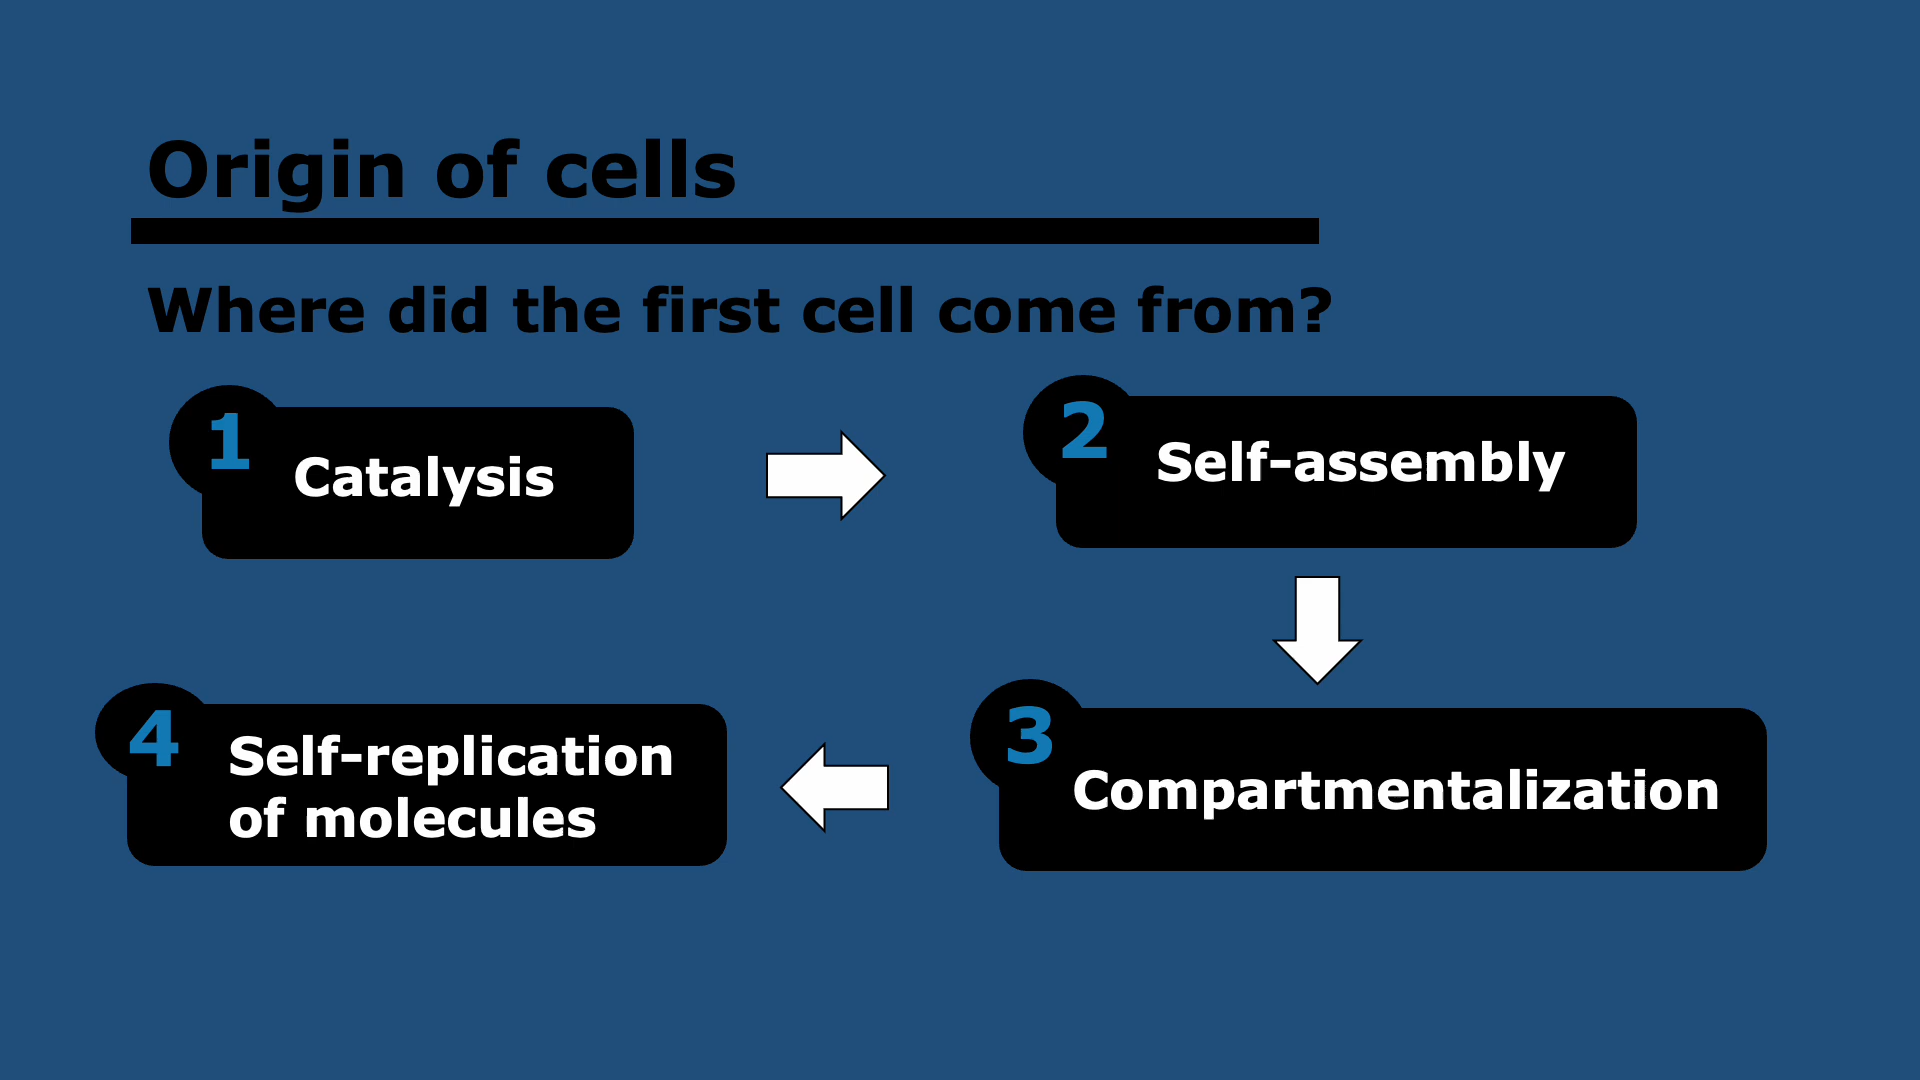 Origin of cells
Where did the first cell come from?
1
Catalysis
2
Self-assembly
3
Compartmentalization
4
Self-replication
of molecules